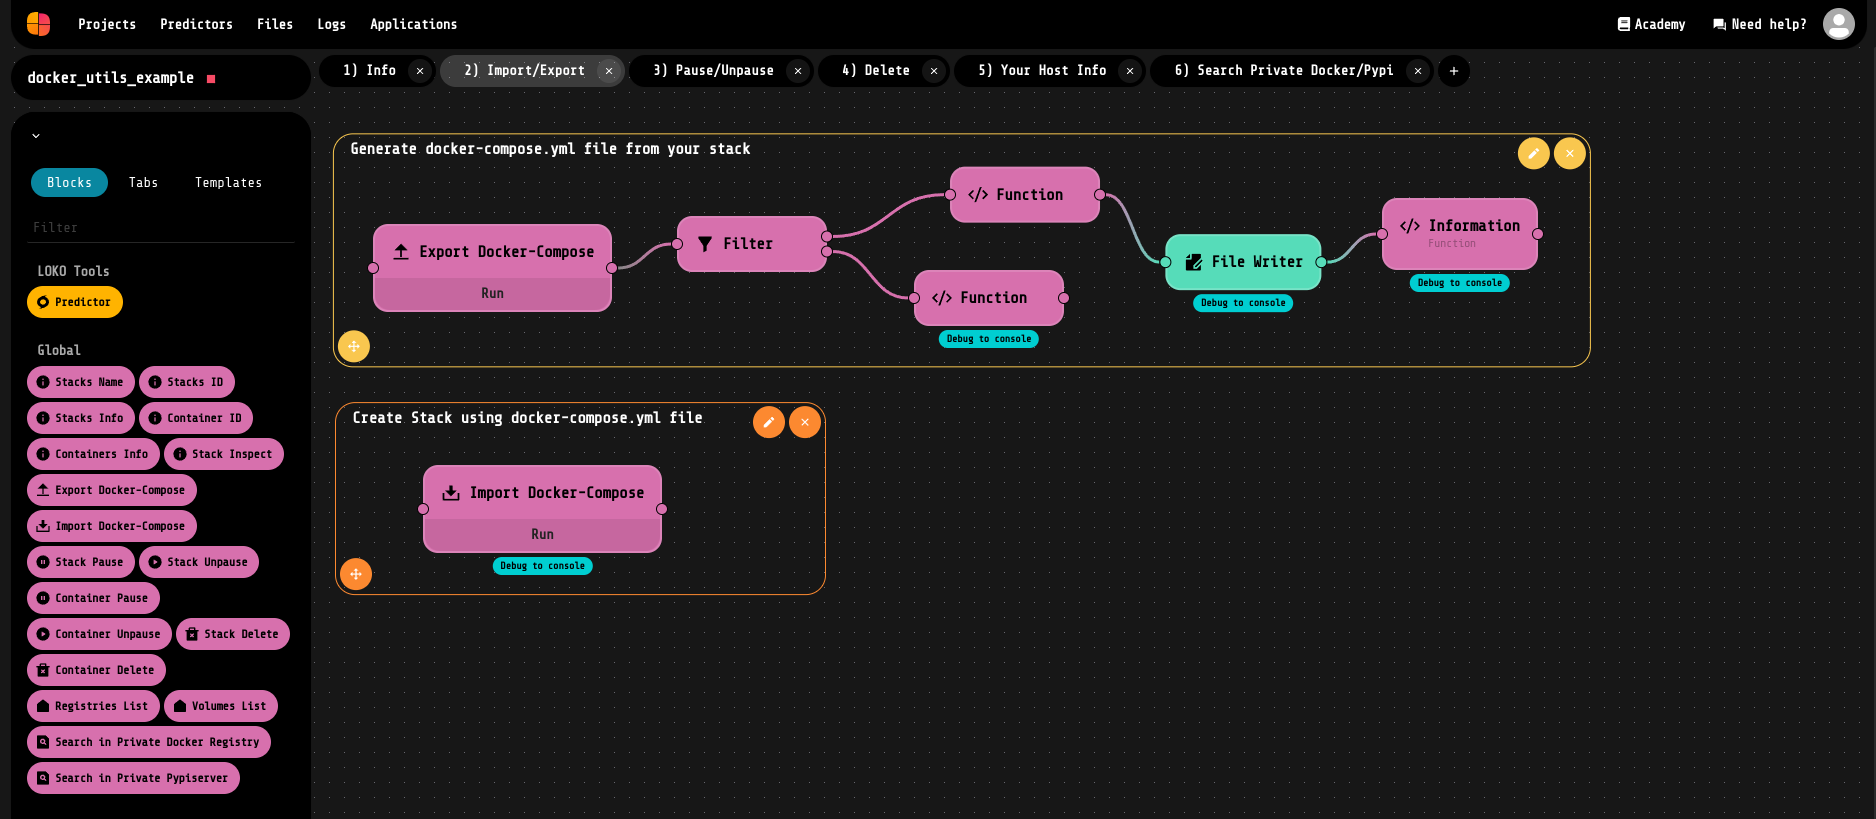 Projects Predictors Files Logs Applications Academy Need help?
docker_utils_example
1) Info 2) Import/Export 3) Pause/Unpause 4) Delete 5) Your Host Info 6) Search Private Docker/Pypi
Blocks Tabs Templates
Filter
LOKO Tools
Predictor
Global
Stacks Name Stacks ID
Stacks Info Container ID
Containers Info Stack Inspect
Export Docker-Compose
Import Docker-Compose
Stack Pause Stack Unpause
Container Pause
Container Unpause Stack Delete
Container Delete
Registries List Volumes List
Search in Private Docker Registry
Search in Private Pypiserver
Generate docker-compose.yml file from your stack
Export Docker-Compose
Run
Filter
Function
Function
Debug to console
File Writer
Debug to console
Information
Function
Debug to console
Create Stack using docker-compose.yml file
Import Docker-Compose
Run
Debug to console